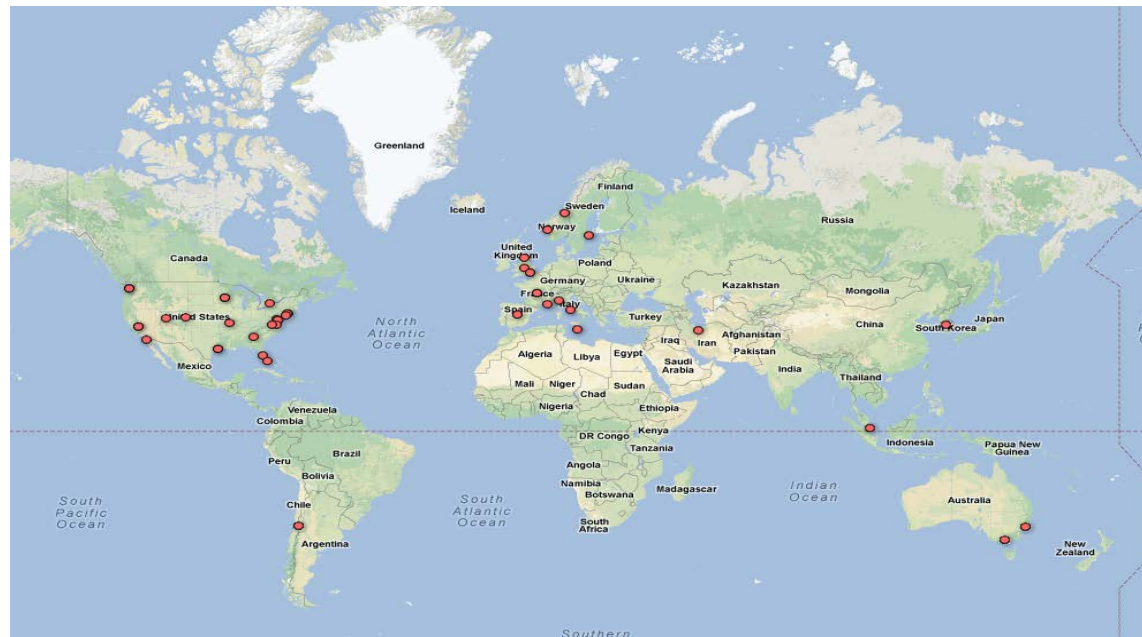 Greenland
Finland
Iceland
Sweden
Norway
Russia
United
Kingdom
Canada
Poland
Germany
Ukraine
Kazakhstan
Mongolia
France
Italy
United States
North
Atlantic
Ocean
Spain
Turkey
Japan
South Korea
China
Afghanistan
Iraq
Iran
Pakistan
Algeria
Libya
Egypt
Saudi
Arabia
Mexico
India
Mali
Niger
Chad
Sudan
Thailand
Venezuela
Colombia
Nigeria
Ethiopia
DR Congo
Kenya
Tanzania
Indonesia
Papua New
Guinea
Peru
Brazil
Bolivia
Angola
Namibia
Botswana
Madagascar
Indian
Ocean
South
Pacific
Ocean
South
Atlantic
Ocean
Chile
Australia
South
Africa
Argentina
New
Zealand
Southern